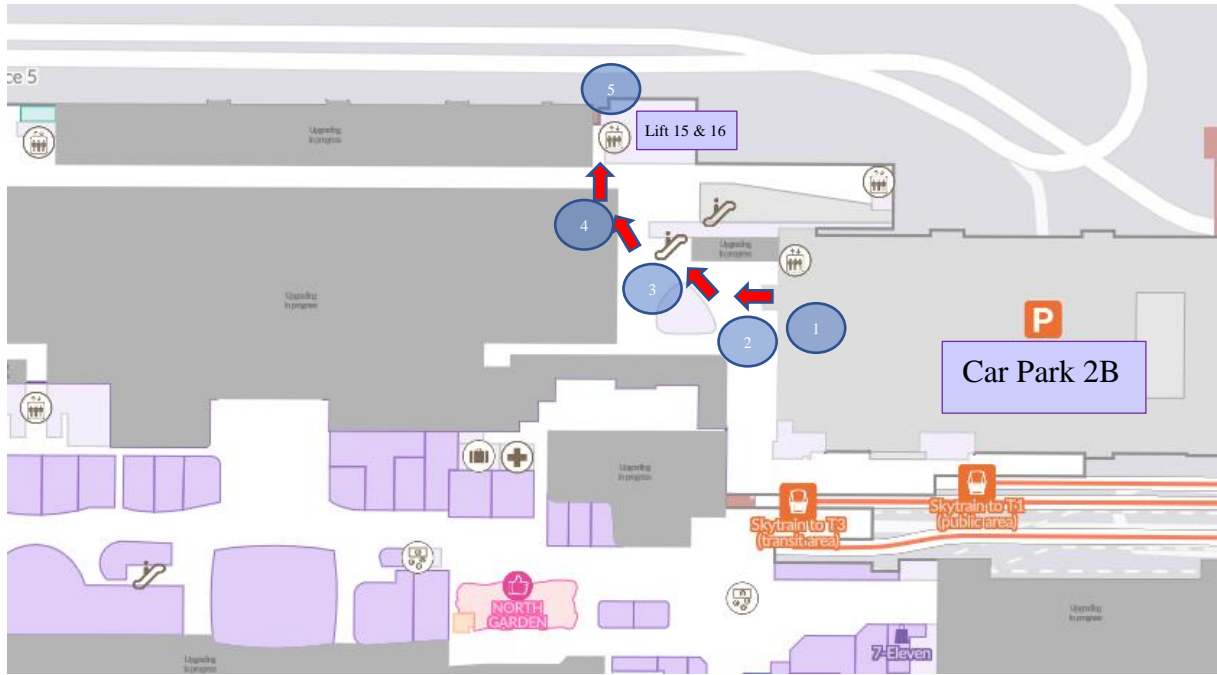 ce 5
5
Upgrading
In progress
Lift 15 & 16
4
Upgrading
In progress
3
Upgrading
In progress
2
1
P
Car Park 2B
Upgrading
In progress
Skytrain to T3
(transit area)
Skytrain to T1
(public area)
NORTH
GARDEN
Upgrading
In progress
7-Eleven
Upgrading
In progress